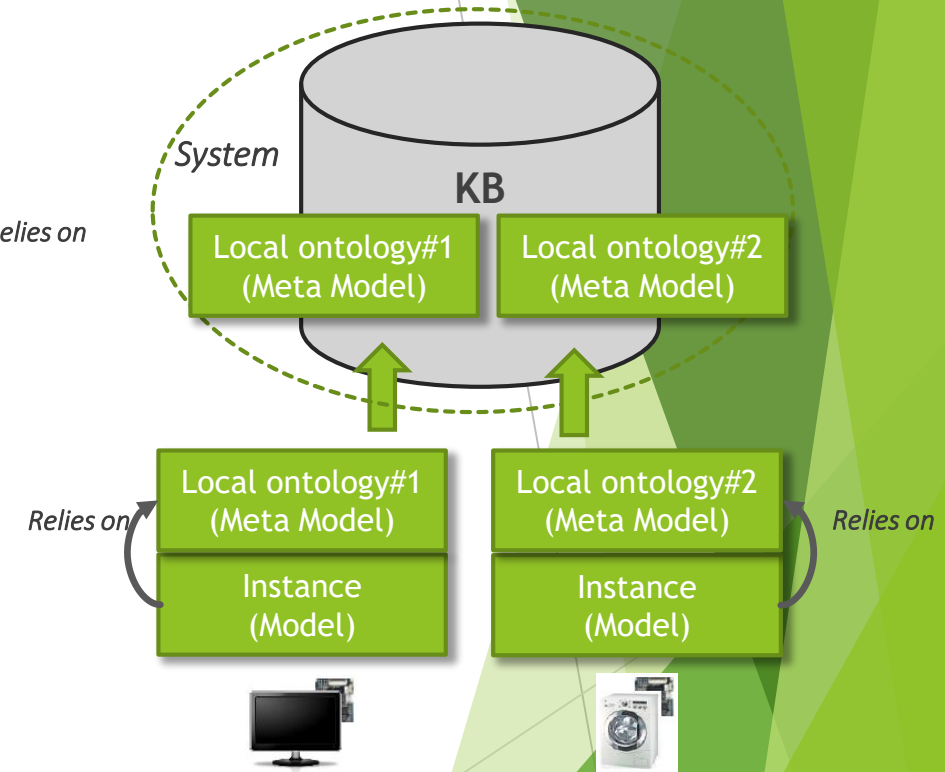 System
KB
elies on
Local ontology#1
(Meta Model)
Local ontology#2
(Meta Model)
Local ontology#1
(Meta Model)
Local ontology#2
(Meta Model)
Relies on
Relies on
Instance
(Model)
Instance
(Model)